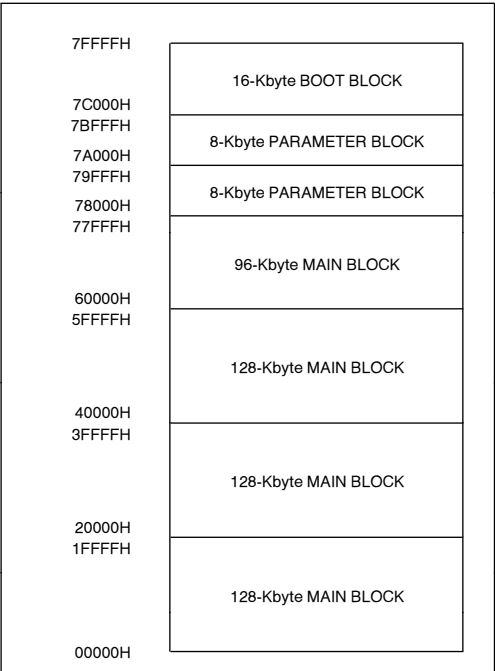 7FFFFH
16-Kbyte BOOT BLOCK
7C000H
7BFFFH
8-Kbyte PARAMETER BLOCK
7A000H
79FFFH
8-Kbyte PARAMETER BLOCK
78000H
77FFFH
96-Kbyte MAIN BLOCK
60000H
5FFFFH
128-Kbyte MAIN BLOCK
40000H
3FFFFH
128-Kbyte MAIN BLOCK
20000H
1FFFFH
128-Kbyte MAIN BLOCK
00000H